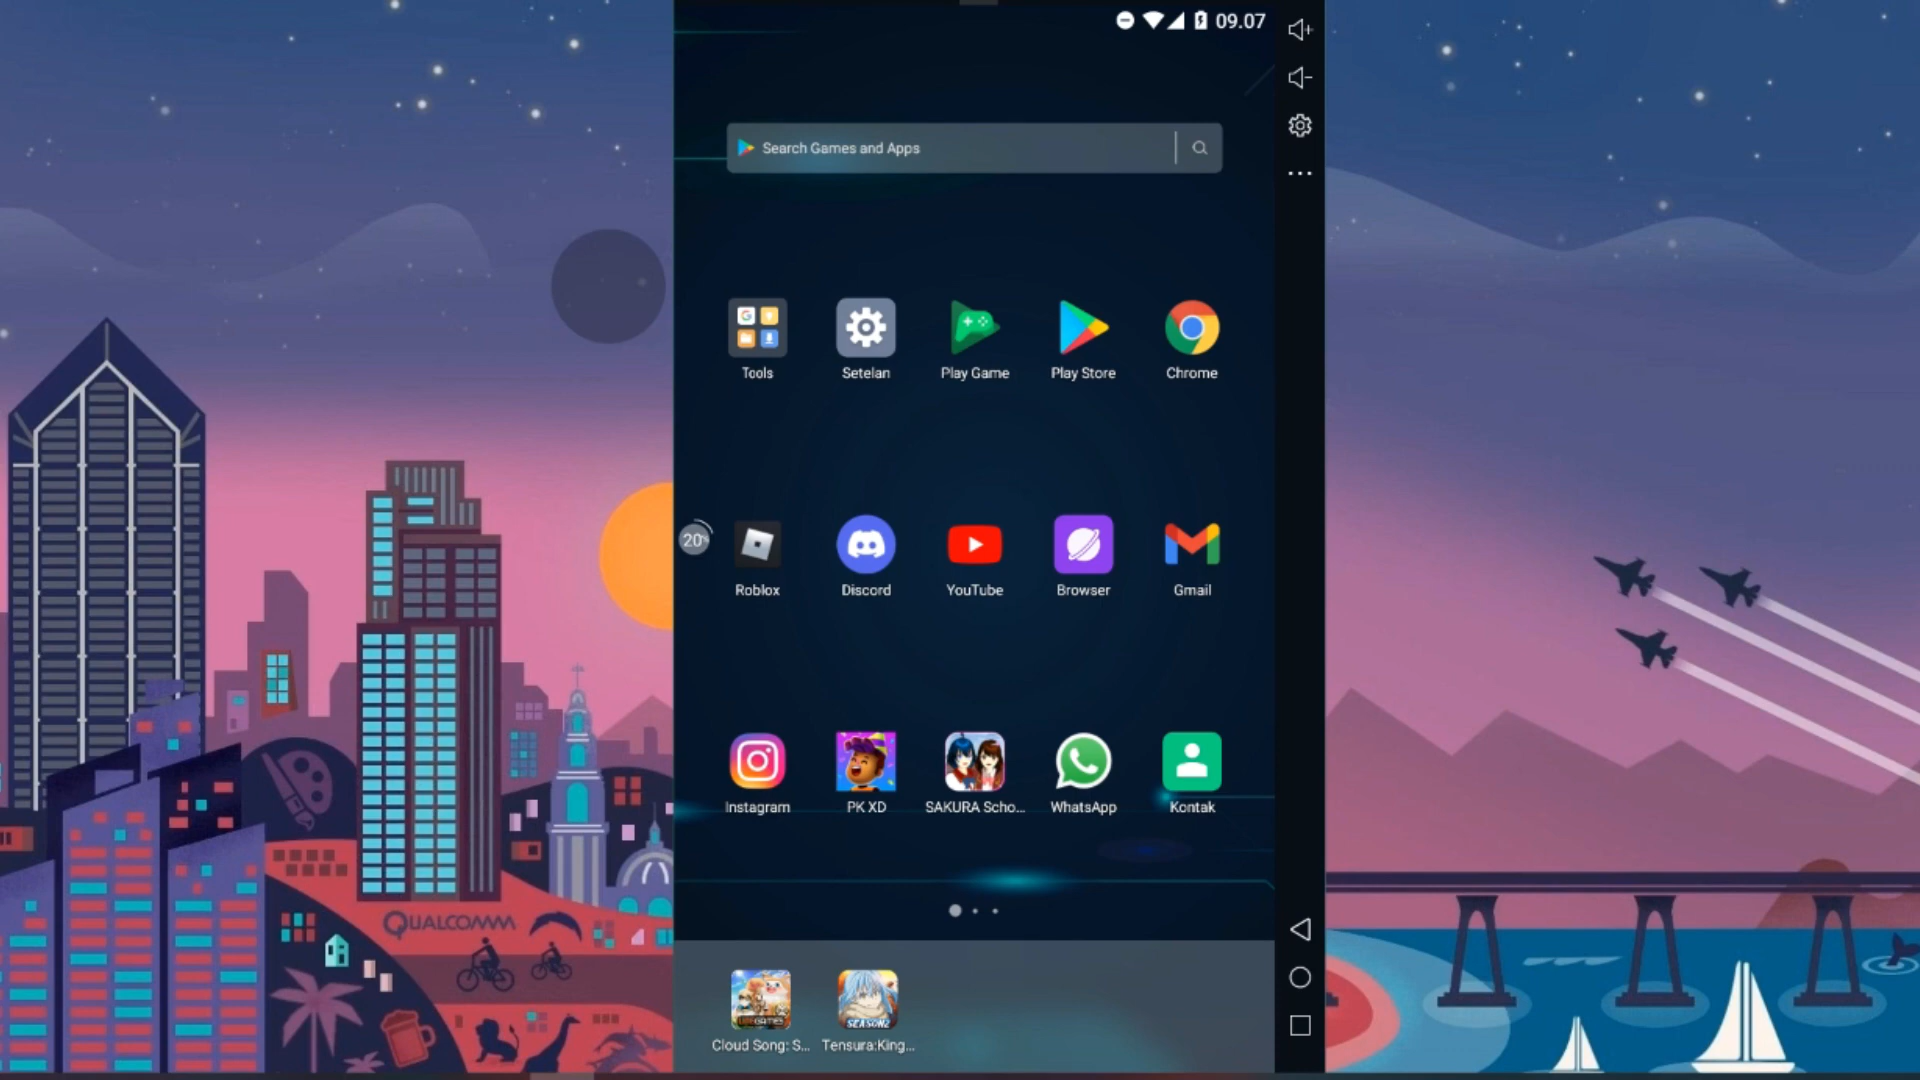 09.07
Search Games and Apps
Tools
Setelan
Play Game
Play Store
Chrome
20%
Roblox
Discord
YouTube
Browser
Gmail
Instagram
PK XD
SAKURA Scho...
WhatsApp
Kontak
QUALCOMM
SEASON2
Cloud Song: S...
Tensura:King...